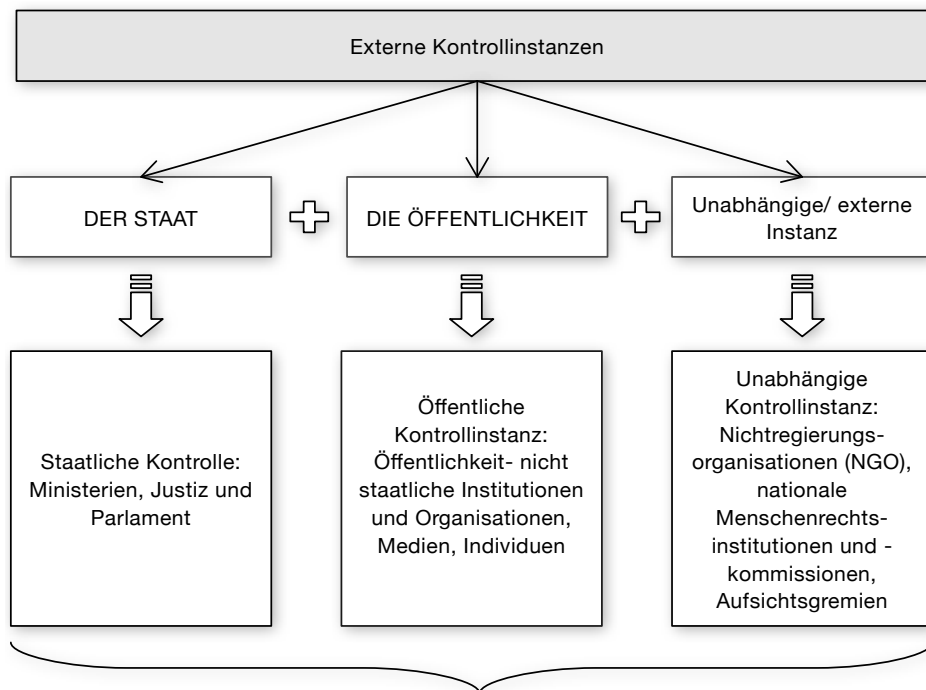 Externe Kontrollinstanzen
DER STAAT
DIE ÖFFENTLICHKEIT
Unabhängige/ externe
Instanz
Staatliche Kontrolle:
Ministerien, Justiz und
Parlament
Öffentliche
Kontrollinstanz:
Öffentlichkeit- nicht
staatliche Institutionen
und Organisationen,
Medien, Individuen
Unabhängige
Kontrollinstanz:
Nichtregierungs-
organisationen (NGO),
nationale
Menschenrechts-
institutionen und -
kommissionen,
Aufsichtsgremien